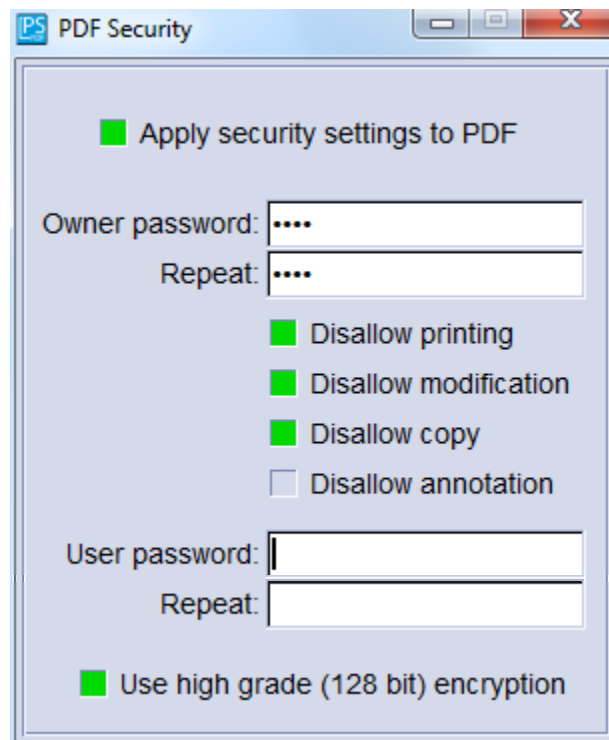 PS PDF Security
Apply security settings to PDF
Owner password: ••••
Repeat: ••••
Disallow printing
Disallow modification
Disallow copy
Disallow annotation
User password:
Repeat:
Use high grade (128 bit) encryption